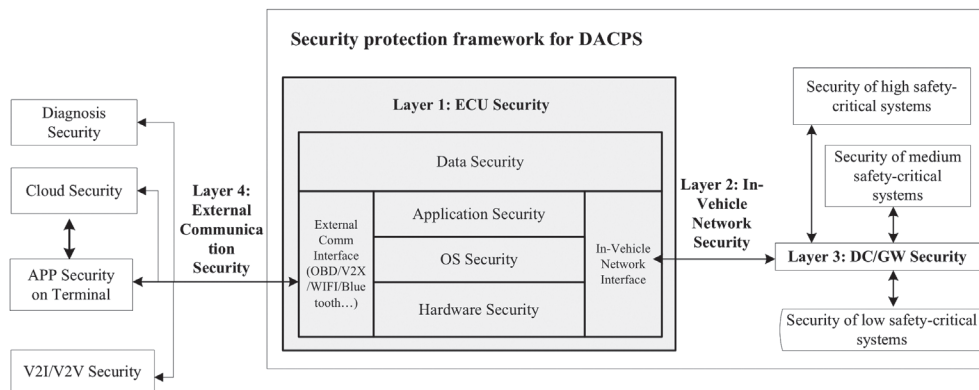 Security protection framework for DACPS
Diagnosis
Security
Cloud Security
APP Security
on Terminal
V2I/V2V Security
Layer 4:
External
Communica
tion
Security
Layer 1: ECU Security
Data Security
External
Comm
Interface
(OBD/V2X
/WIFI/Blue
tooth…)
Application Security
OS Security
Hardware Security
In-Vehicle
Network
Interface
Layer 2: In-
Vehicle
Network
Security
Security of high safety-
critical systems
Security of medium
safety-critical
systems
Layer 3: DC/GW Security
Security of low safety-critical
systems